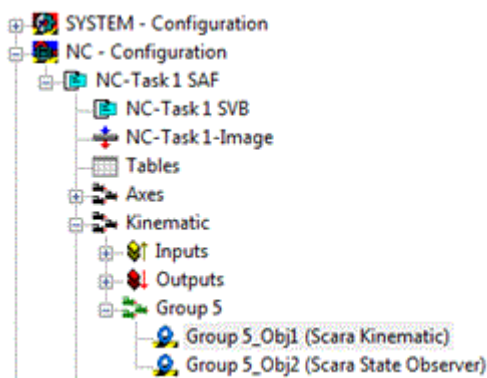 SYSTEM - Configuration
NC - Configuration
NC-Task 1 SAF
NC-Task 1 SVB
NC-Task 1-Image
Tables
Axes
Kinematic
Inputs
Outputs
Group 5
Group 5_Obj1 (Scara Kinematic)
Group 5_Obj2 (Scara State Observer)